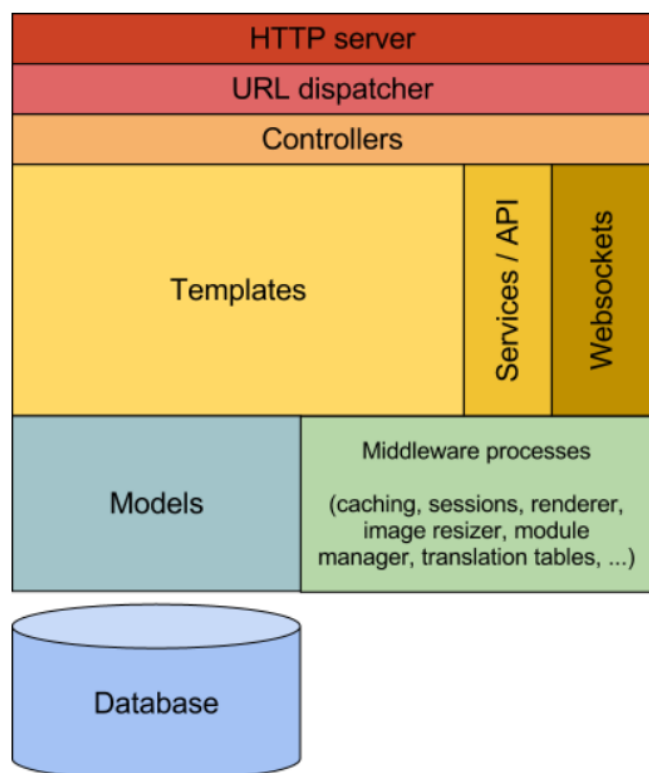 HTTP server
URL dispatcher
Controllers
Templates
Services / API
Websockets
Models
Middleware processes
(caching, sessions, renderer,
image resizer, module
manager, translation tables, ...)
Database